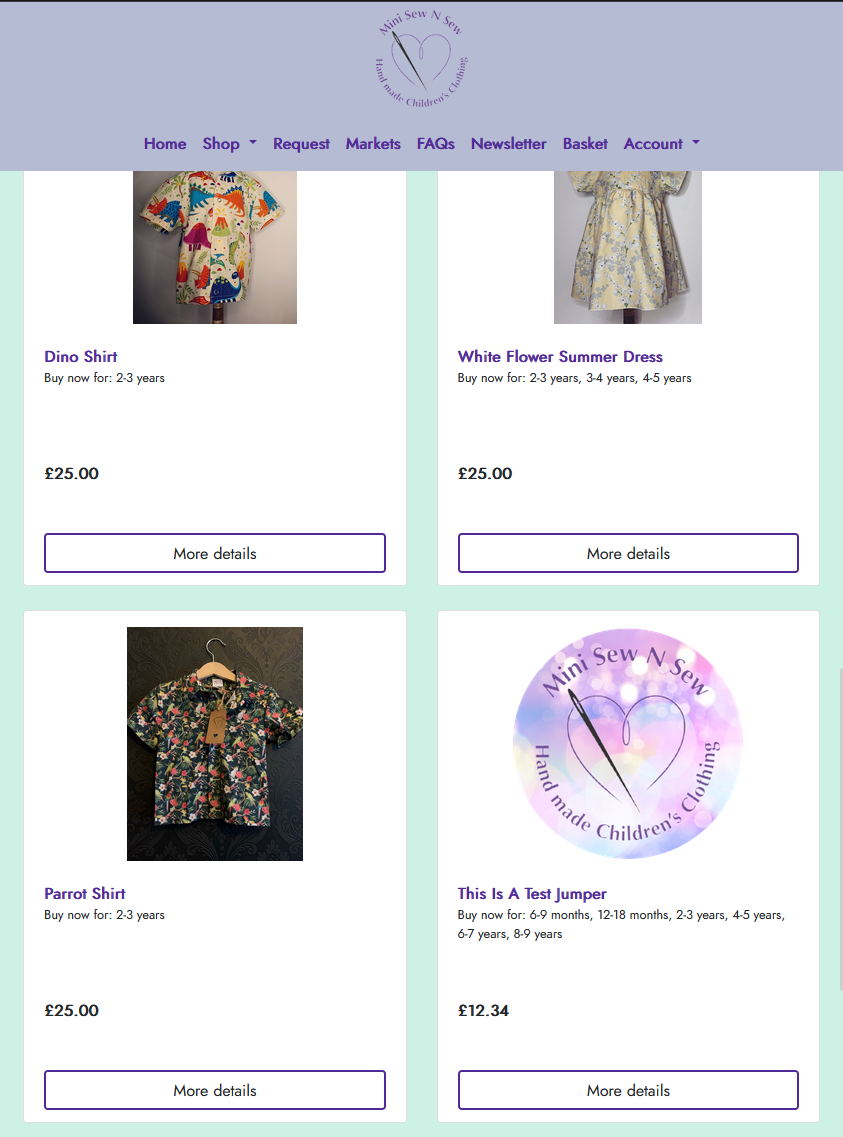 Mini Sew N Sew
Hand made Children's Clothing
Home Shop Request Markets FAQs Newsletter Basket Account
Dino Shirt
Buy now for: 2-3 years
£25.00
More details
White Flower Summer Dress
Buy now for: 2-3 years, 3-4 years, 4-5 years
£25.00
More details
Parrot Shirt
Buy now for: 2-3 years
£25.00
More details
Mini Sew N Sew
Hand made Children's Clothing
This Is A Test Jumper
Buy now for: 6-9 months, 12-18 months, 2-3 years, 4-5 years,
6-7 years, 8-9 years
£12.34
More details